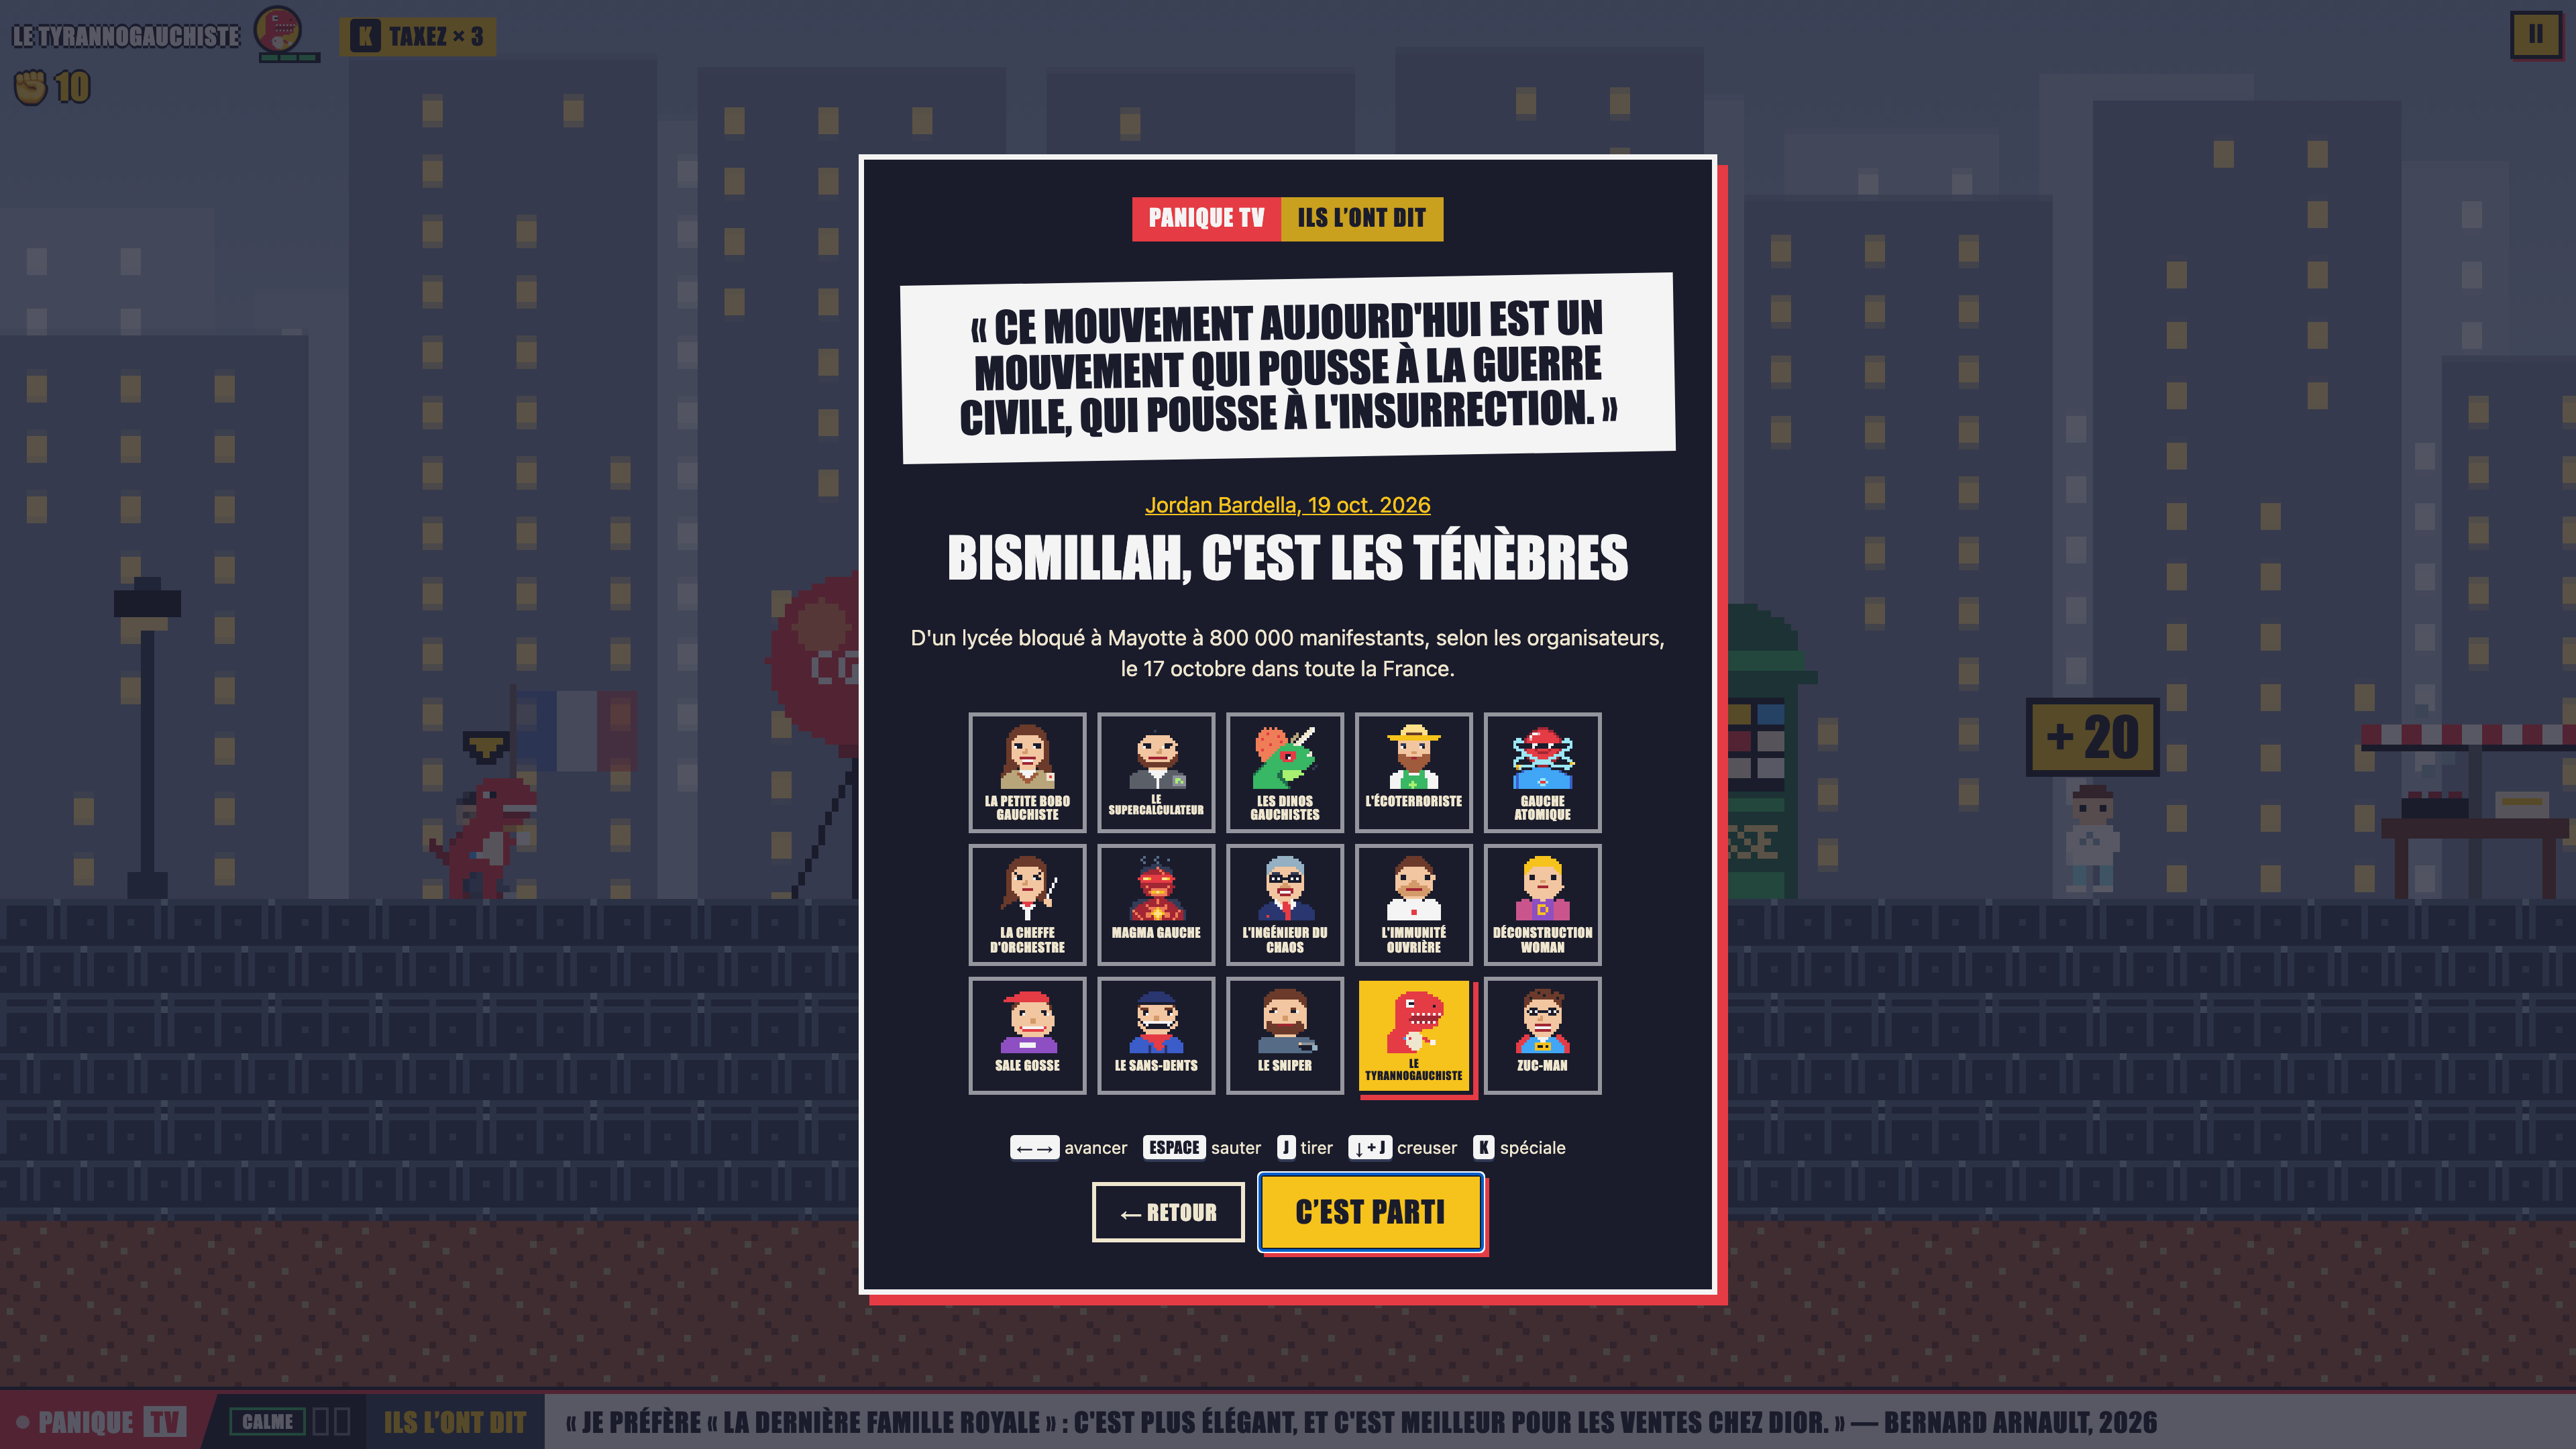 LE TYRANNOGAUCHISTE
K TAXEZ × 3
10
PANIQUE TV ILS L'ONT DIT
« CE MOUVEMENT AUJOURD'HUI EST UN
MOUVEMENT QUI POUSSE À LA GUERRE
CIVILE, QUI POUSSE À L'INSURRECTION. »
Jordan Bardella, 19 oct. 2026
BISMILLAH, C'EST LES TÉNÈBRES
D'un lycée bloqué à Mayotte à 800 000 manifestants, selon les organisateurs,
le 17 octobre dans toute la France.
+ 20
LA PETITE BOBO
GAUCHISTE
LE
SUPERCALCULATEUR
LES DINOS
GAUCHISTES
L'ÉCOTERRORISTE
GAUCHE
ATOMIQUE
LA CHEFFE
D'ORCHESTRE
MAGMA GAUCHE
L'INGÉNIEUR DU
CHAOS
L'IMMUNITÉ
OUVRIÈRE
DÉCONSTRUCTION
WOMAN
SALE GOSSE
LE SANS-DENTS
LE SNIPER
LE
TYRANNOGAUCHISTE
ZUC-MAN
←→ avancer ESPACE sauter J tirer ↓+J creuser K spéciale
← RETOUR
C'EST PARTI
PANIQUE TV CALME ILS L'ONT DIT « JE PRÉFÈRE « LA DERNIÈRE FAMILLE ROYALE » : C'EST PLUS ÉLÉGANT, ET C'EST MEILLEUR POUR LES VENTES CHEZ DIOR. » — BERNARD ARNAULT, 2026